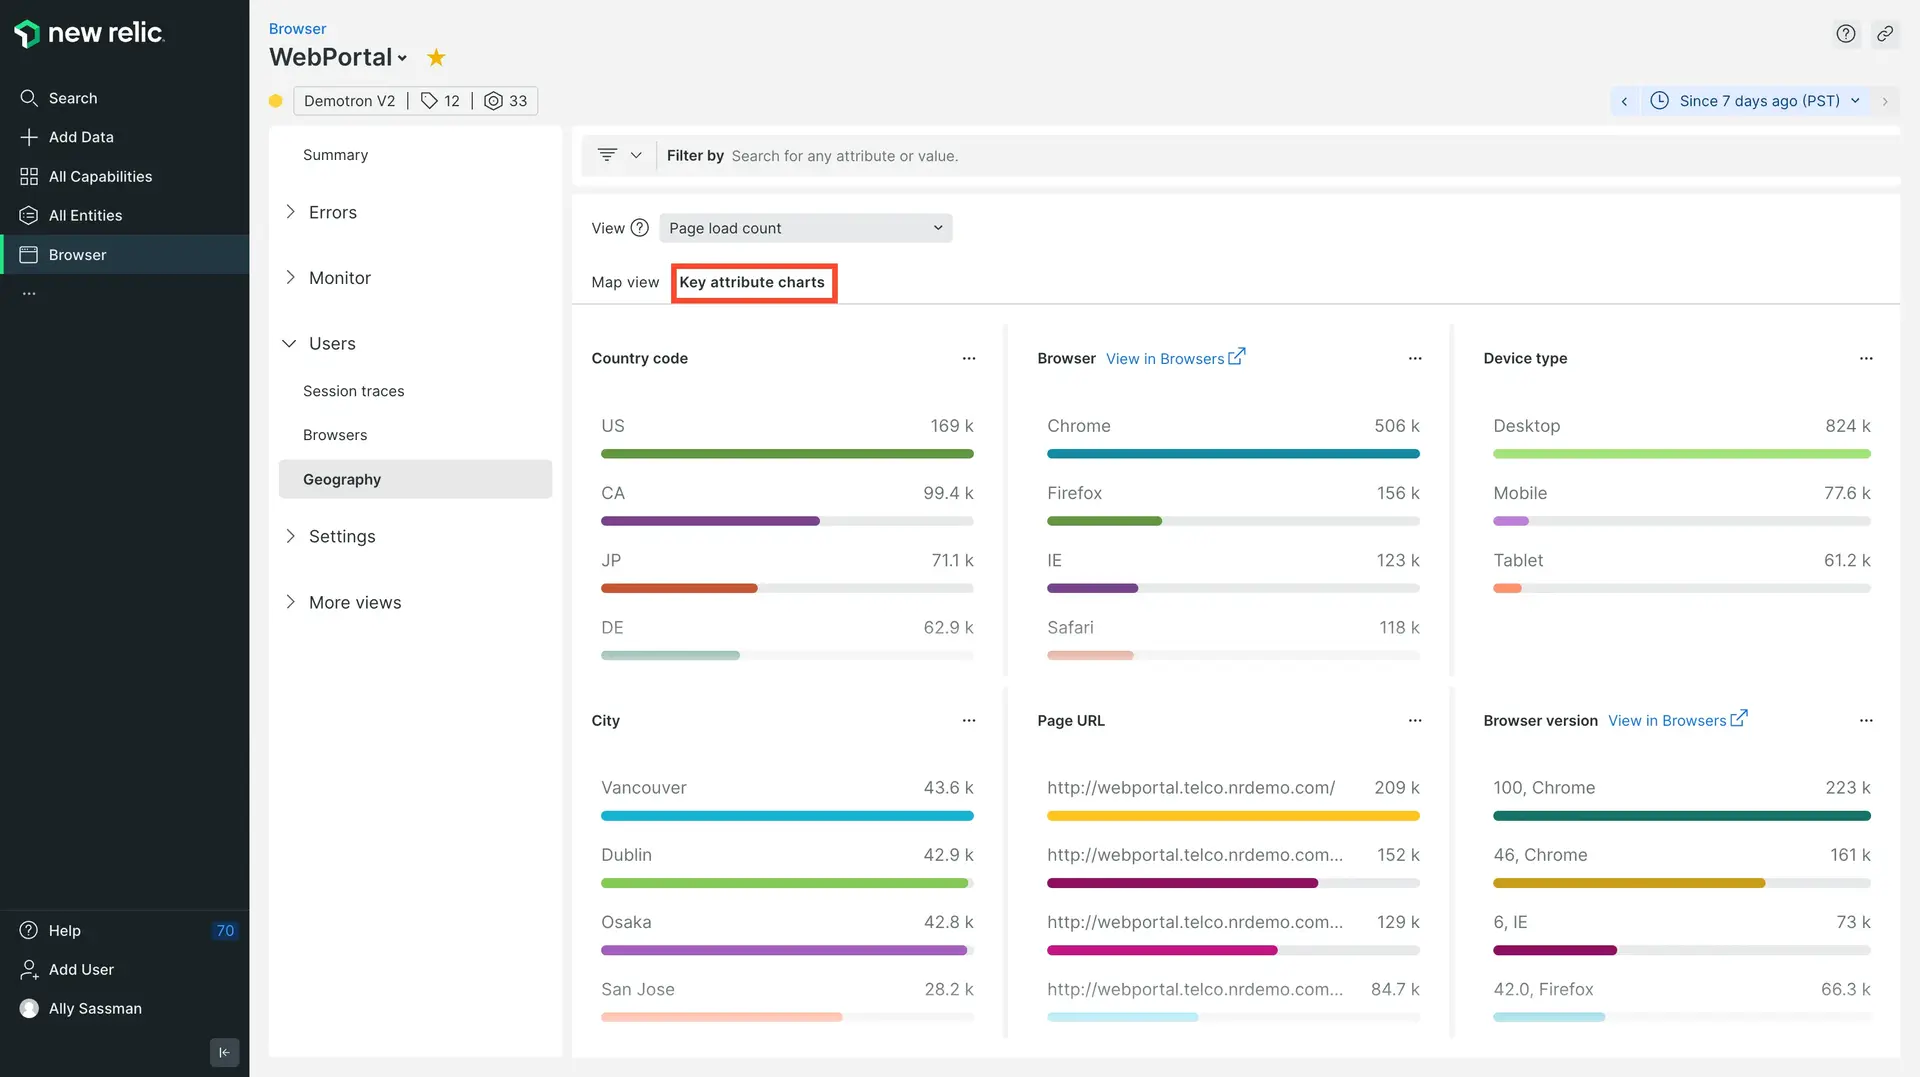 new relic.
Search
Add Data
All Capabilities
All Entities
Browser
...
Help 70
Add User
Ally Sassman
Browser
WebPortal
Demotron V2 | 12 | 33
Since 7 days ago (PST)
Summary
Errors
Monitor
Users
Session traces
Browsers
Geography
Settings
More views
Filter by Search for any attribute or value.
View Page load count
Map view Key attribute charts
Country code ...
US 169 k
CA 99.4 k
JP 71.1 k
DE 62.9 k
Browser View in Browsers ...
Chrome 506 k
Firefox 156 k
IE 123 k
Safari 118 k
Device type ...
Desktop 824 k
Mobile 77.6 k
Tablet 61.2 k
City ...
Vancouver 43.6 k
Dublin 42.9 k
Osaka 42.8 k
San Jose 28.2 k
Page URL ...
http://webportal.telco.nrdemo.com/ 209 k
http://webportal.telco.nrdemo.com... 152 k
http://webportal.telco.nrdemo.com... 129 k
http://webportal.telco.nrdemo.com... 84.7 k
Browser version View in Browsers ...
100, Chrome 223 k
46, Chrome 161 k
6, IE 73 k
42.0, Firefox 66.3 k